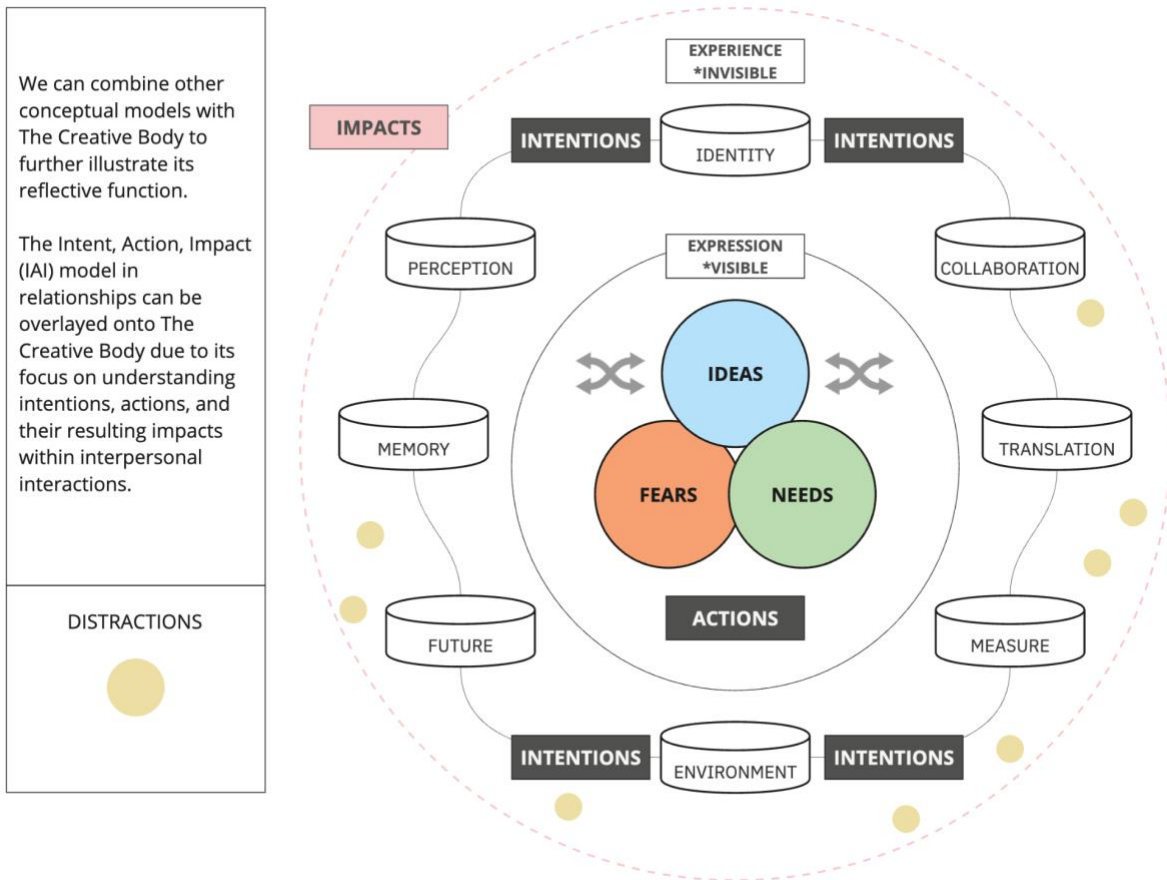 We can combine other
conceptual models with
The Creative Body to
further illustrate its
reflective function.
The Intent, Action, Impact
(IAI) model in
relationships can be
overlayed onto The
Creative Body due to its
focus on understanding
intentions, actions, and
their resulting impacts
within interpersonal
interactions.
DISTRACTIONS
EXPERIENCE
*INVISIBLE
IMPACTS
INTENTIONS
IDENTITY
INTENTIONS
PERCEPTION
COLLABORATION
EXPRESSION
*VISIBLE
IDEAS
MEMORY
TRANSLATION
FEARS
NEEDS
ACTIONS
FUTURE
MEASURE
INTENTIONS
ENVIRONMENT
INTENTIONS